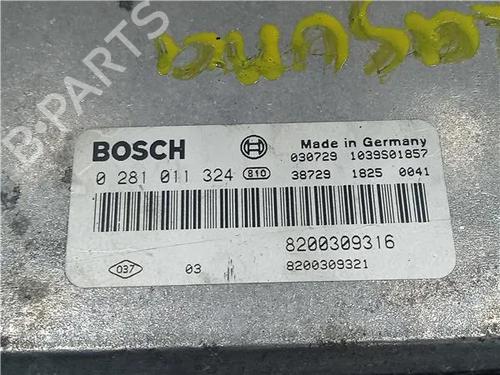 BOSCH
Made in Germany
030729 1039S01857
0 281 011 324 810
38729 1825 0041
8200309316
037 03 8200309321
B-PARTS